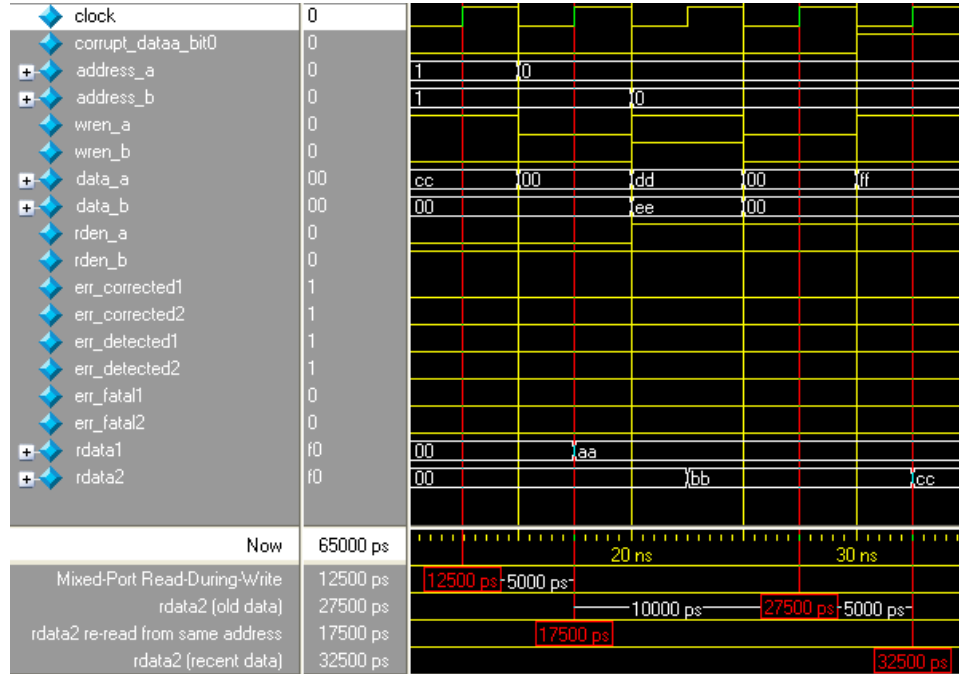 clock 0
corrupt_dataa_bit0 0
address_a 0 1 0
address_b 0 1 0
wren_a 0
wren_b 0
data_a 00 cc 00 dd 00 ff
data_b 00 00 ee 00
rden_a 0
rden_b 0
err_corrected1 1
err_corrected2 1
err_detected1 1
err_detected2 1
err_fatal1 0
err_fatal2 0
rdata1 f0 00 aa
rdata2 f0 00 bb cc
Now 65000 ps 20 ns 30 ns
Mixed-Port Read-During-Write 12500 ps 12500 ps 5000 ps
rdata2 (old data) 27500 ps 10000 ps 27500 ps 5000 ps
rdata2 re-read from same address 17500 ps 17500 ps
rdata2 (recent data) 32500 ps 32500 ps